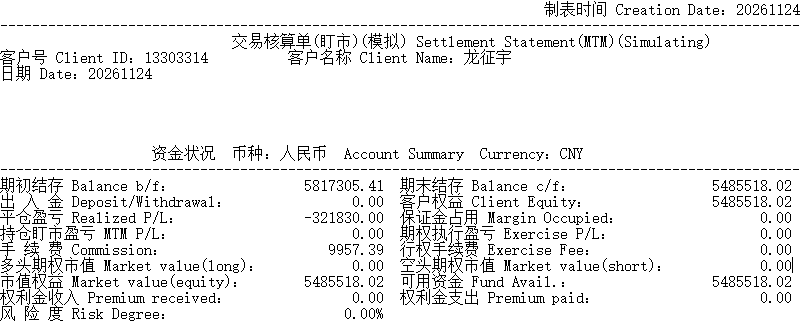 制表时间 Creation Date：20261124
交易核算单(盯市)(模拟) Settlement Statement(MTM)(Simulating)
客户号 Client ID：13303314 客户名称 Client Name：龙征宇
日期 Date：20261124
资金状况 币种：人民币 Account Summary Currency：CNY
期初结存 Balance b/f： 5817305.41 期末结存 Balance c/f： 5485518.02
出 入 金 Deposit/Withdrawal： 0.00 客户权益 Client Equity： 5485518.02
平仓盈亏 Realized P/L： -321830.00 保证金占用 Margin Occupied： 0.00
持仓盯市盈亏 MTM P/L： 0.00 期权执行盈亏 Exercise P/L： 0.00
手 续 费 Commission： 9957.39 行权手续费 Exercise Fee： 0.00
多头期权市值 Market value(long)： 0.00 空头期权市值 Market value(short)： 0.00
市值权益 Market value(equity)： 5485518.02 可用资金 Fund Avail.： 5485518.02
权利金收入 Premium received： 0.00 权利金支出 Premium paid： 0.00
风 险 度 Risk Degree： 0.00%